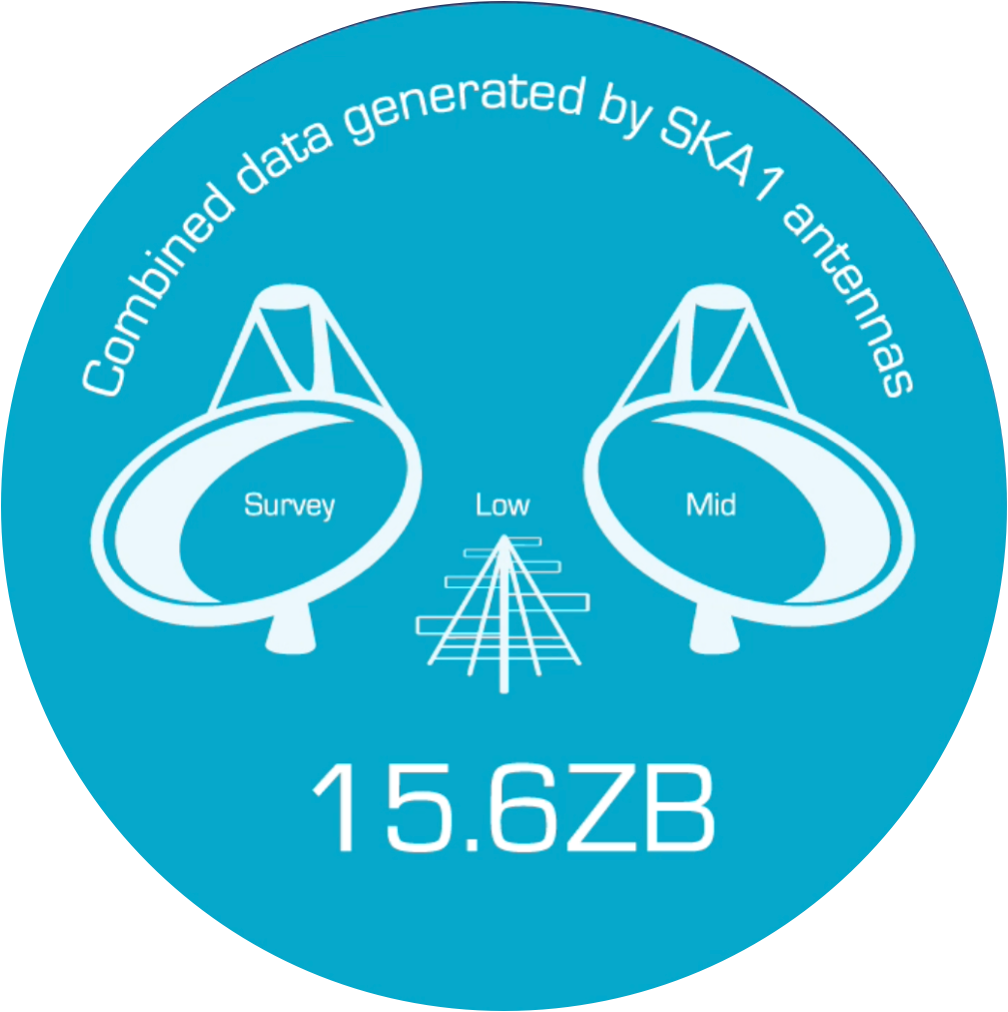 Combined data generated by SKA1 antennas
Survey
Low
Mid
15.6ZB